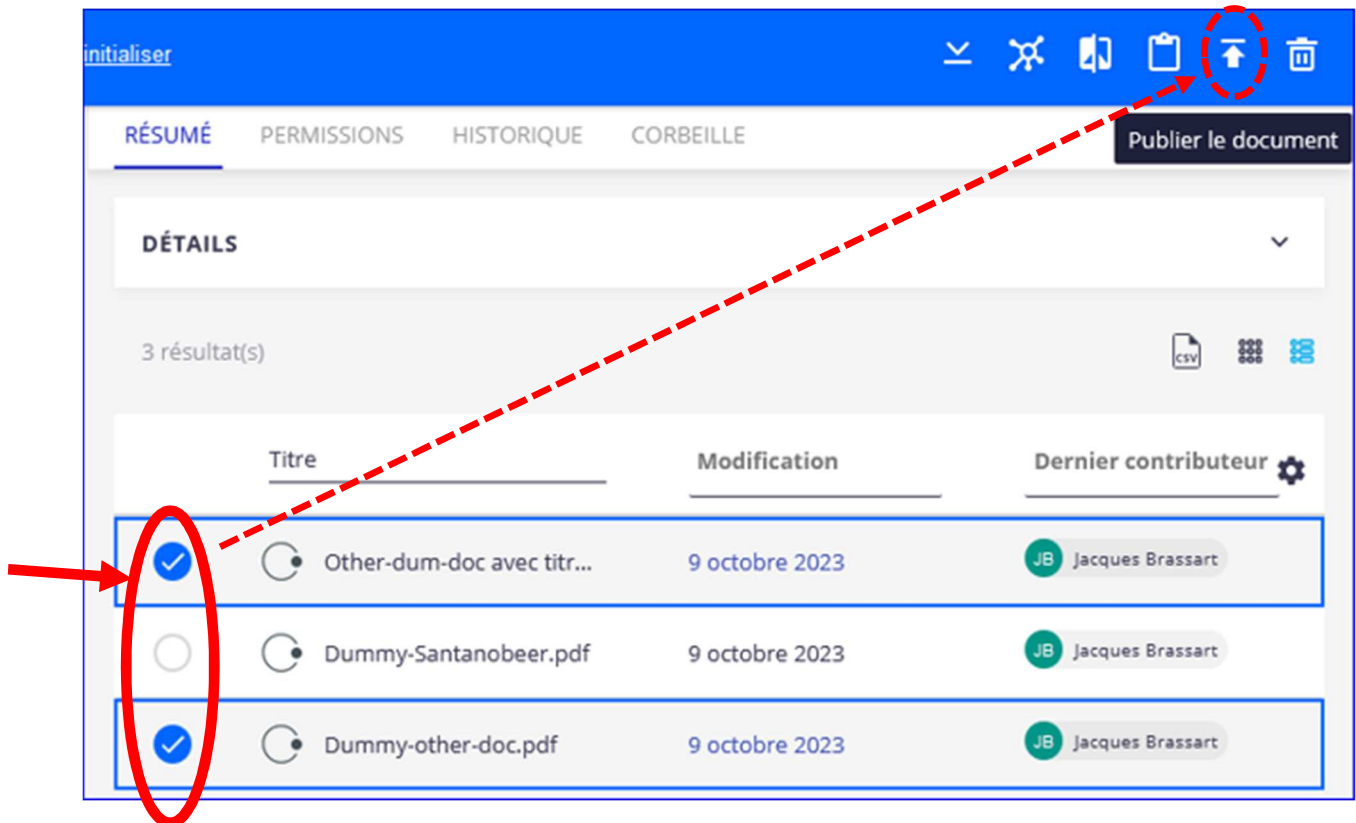 initialiser
RÉSUMÉ PERMISSIONS HISTORIQUE CORBEILLE
Publier le document
DÉTAILS
3 résultat(s)
CSV
Titre Modification Dernier contributeur
Other-dum-doc avec titr... 9 octobre 2023 JB Jacques Brassart
Dummy-Santanobeer.pdf 9 octobre 2023 JB Jacques Brassart
Dummy-other-doc.pdf 9 octobre 2023 JB Jacques Brassart